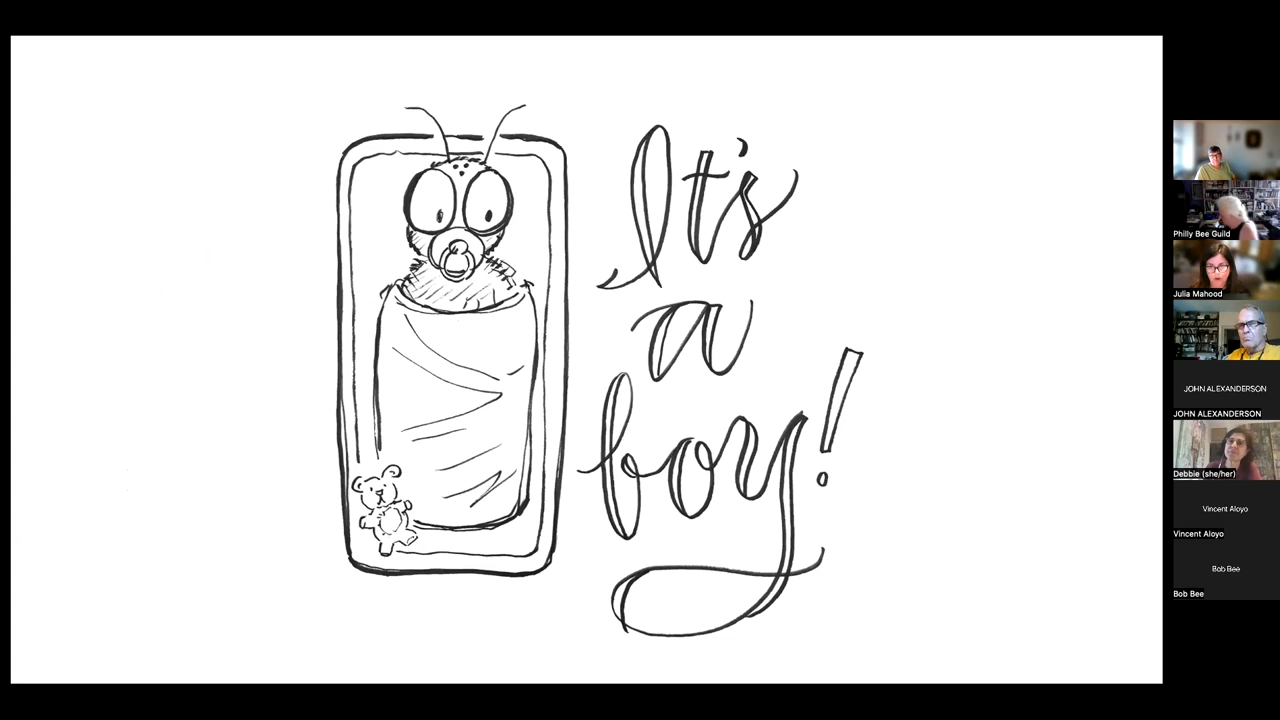 It's
a
boy!
Philly Bee Guild
Julia Mahood
JOHN ALEXANDERSON
JOHN ALEXANDERSON
Debbie (she/her)
Vincent Aloyo
Vincent Aloyo
Bob Bee
Bob Bee